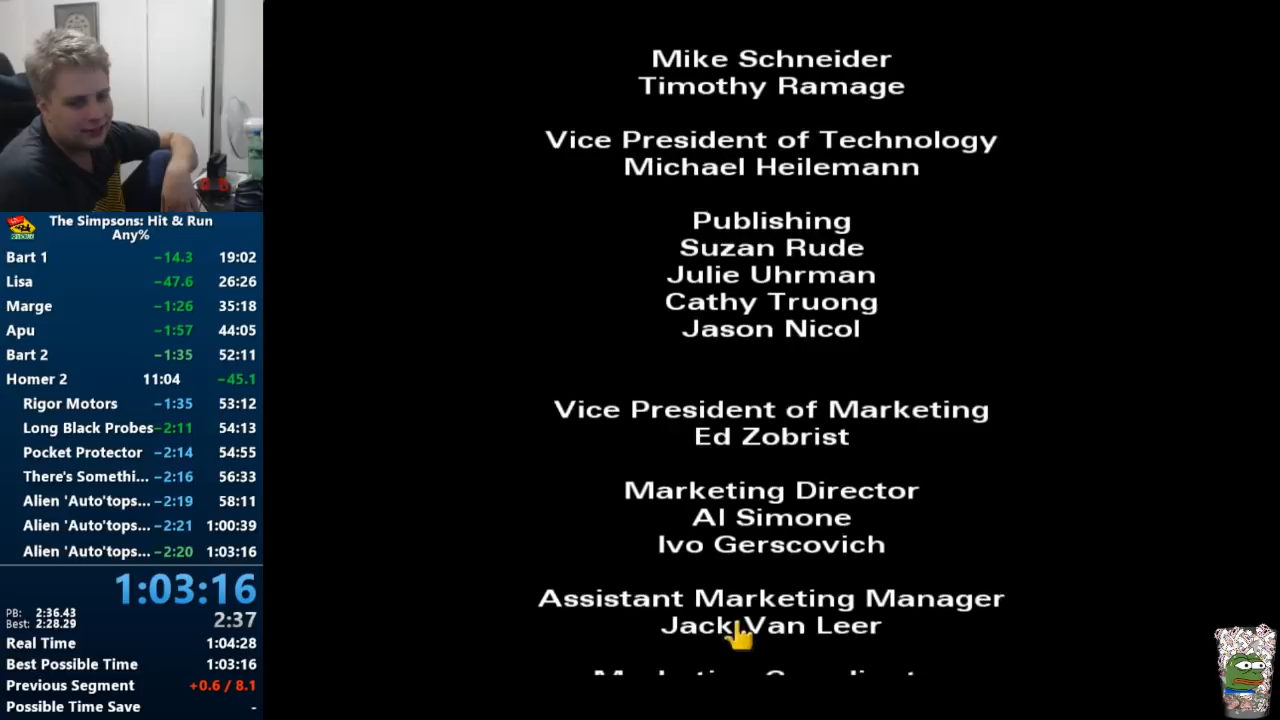 The Simpsons: Hit & Run
Any%
Bart 1 -14.3 19:02
Lisa -47.6 26:26
Marge -1:26 35:18
Apu -1:57 44:05
Bart 2 -1:35 52:11
Homer 2 11:04 -45.1
Rigor Motors -1:35 53:12
Long Black Probes -2:11 54:13
Pocket Protector -2:14 54:55
There's Somethi... -2:16 56:33
Alien 'Auto'tops... -2:19 58:11
Alien 'Auto'tops... -2:21 1:00:39
Alien 'Auto'tops... -2:20 1:03:16
1:03:16
PB: 2:36.43
Best: 2:28.29
2:37
Real Time 1:04:28
Best Possible Time 1:03:16
Previous Segment +0.6 / 8.1
Possible Time Save -
Mike Schneider
Timothy Ramage
Vice President of Technology
Michael Heilemann
Publishing
Suzan Rude
Julie Uhrman
Cathy Truong
Jason Nicol
Vice President of Marketing
Ed Zobrist
Marketing Director
Al Simone
Ivo Gerscovich
Assistant Marketing Manager
Jack Van Leer